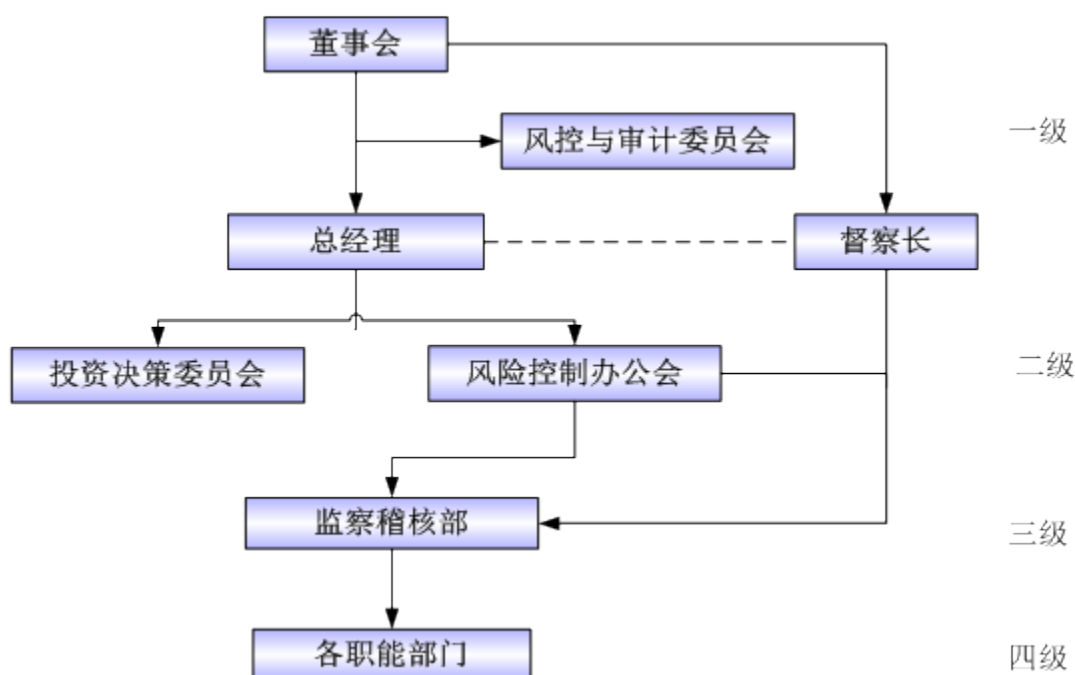 董事会
风控与审计委员会
一级
总经理
督察长
投资决策委员会
风险控制办公会
二级
监察稽核部
三级
各职能部门
四级